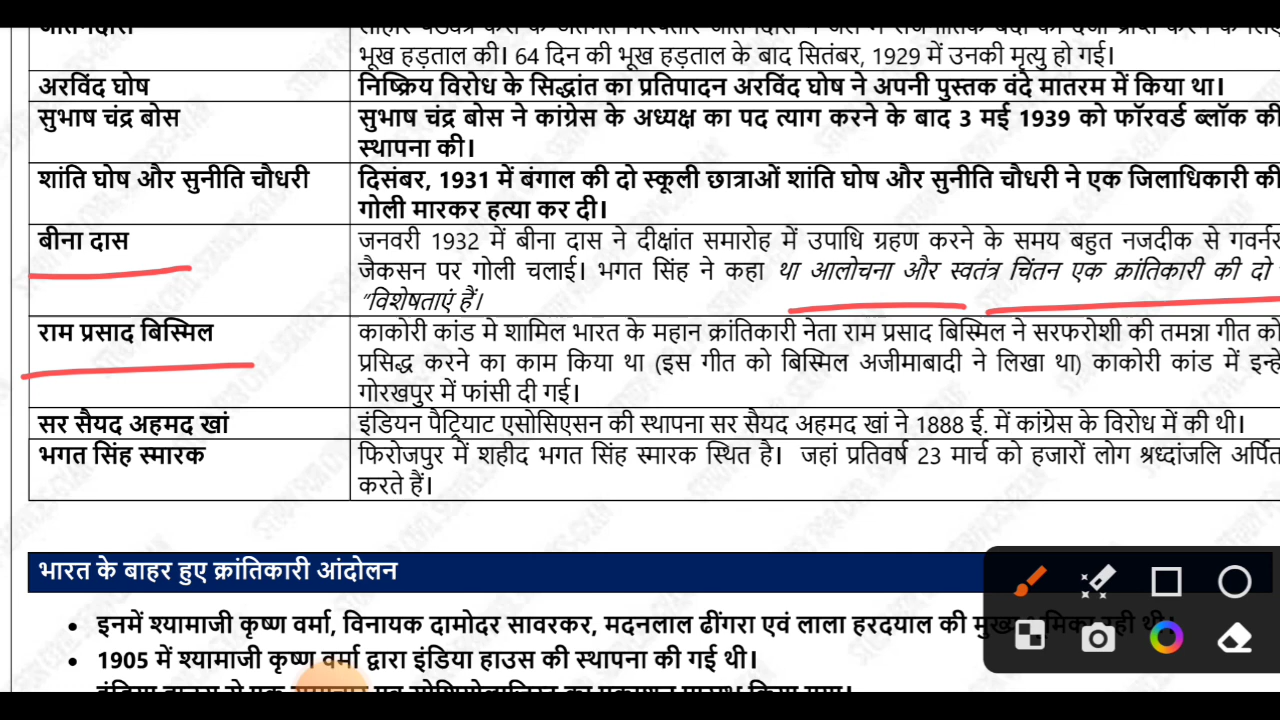 भूख हड़ताल की। 64 दिन की भूख हड़ताल के बाद सितंबर, 1929 में उनकी मृत्यु हो गई।
अरविंद घोष
निष्क्रिय विरोध के सिद्धांत का प्रतिपादन अरविंद घोष ने अपनी पुस्तक वंदे मातरम में किया था।
सुभाष चंद्र बोस
सुभाष चंद्र बोस ने कांग्रेस के अध्यक्ष का पद त्याग करने के बाद 3 मई 1939 को फॉरवर्ड ब्लॉक की
स्थापना की।
शांति घोष और सुनीति चौधरी
दिसंबर, 1931 में बंगाल की दो स्कूली छात्राओं शांति घोष और सुनीति चौधरी ने एक जिलाधिकारी की
गोली मारकर हत्या कर दी।
बीना दास
जनवरी 1932 में बीना दास ने दीक्षांत समारोह में उपाधि ग्रहण करने के समय बहुत नजदीक से गवर्नर
जैकसन पर गोली चलाई। भगत सिंह ने कहा था आलोचना और स्वतंत्र चिंतन एक क्रांतिकारी की दो
"विशेषताएं हैं।
राम प्रसाद बिस्मिल
काकोरी कांड मे शामिल भारत के महान क्रांतिकारी नेता राम प्रसाद बिस्मिल ने सरफरोशी की तमन्ना गीत को
प्रसिद्ध करने का काम किया था (इस गीत को बिस्मिल अजीमाबादी ने लिखा था) काकोरी कांड में इन्हे
गोरखपुर में फांसी दी गई।
सर सैयद अहमद खां
इंडियन पैट्रियाट एसोसिएसन की स्थापना सर सैयद अहमद खां ने 1888 ई. में कांग्रेस के विरोध में की थी।
भगत सिंह स्मारक
फिरोजपुर में शहीद भगत सिंह स्मारक स्थित है। जहां प्रतिवर्ष 23 मार्च को हजारों लोग श्रध्दांजलि अर्पित
करते हैं।
भारत के बाहर हुए क्रांतिकारी आंदोलन
• इनमें श्यामाजी कृष्ण वर्मा, विनायक दामोदर सावरकर, मदनलाल ढींगरा एवं लाला हरदयाल की मुख्य भूमिका रही थी।
• 1905 में श्यामाजी कृष्ण वर्मा द्वारा इंडिया हाउस की स्थापना की गई थी।